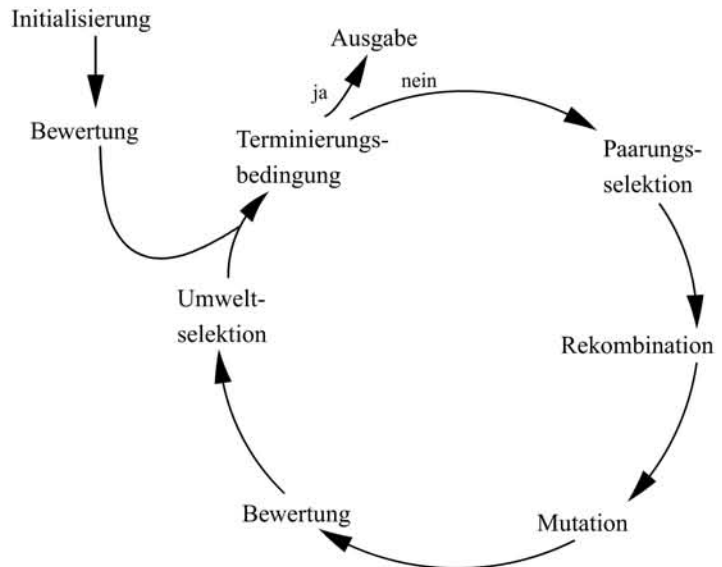 Initialisierung
Ausgabe
ja
nein
Bewertung
Terminierungs-
bedingung
Paarungs-
selektion
Umwelt-
selektion
Rekombination
Bewertung
Mutation